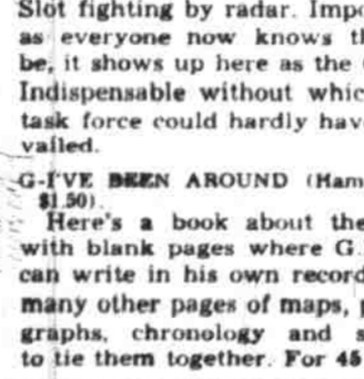 Slot fighting by radar. Impo
as everyone now knows th
be, it shows up here as the
Indispensable without whic
task force could hardly hav
vailed.
G-I'VE BEEN AROUND (Ham
$1.50).
Here's a book about the
with blank pages where G.
can write in his own record
many other pages of maps, p
graphs, chronology and s
to tie them together. For 45